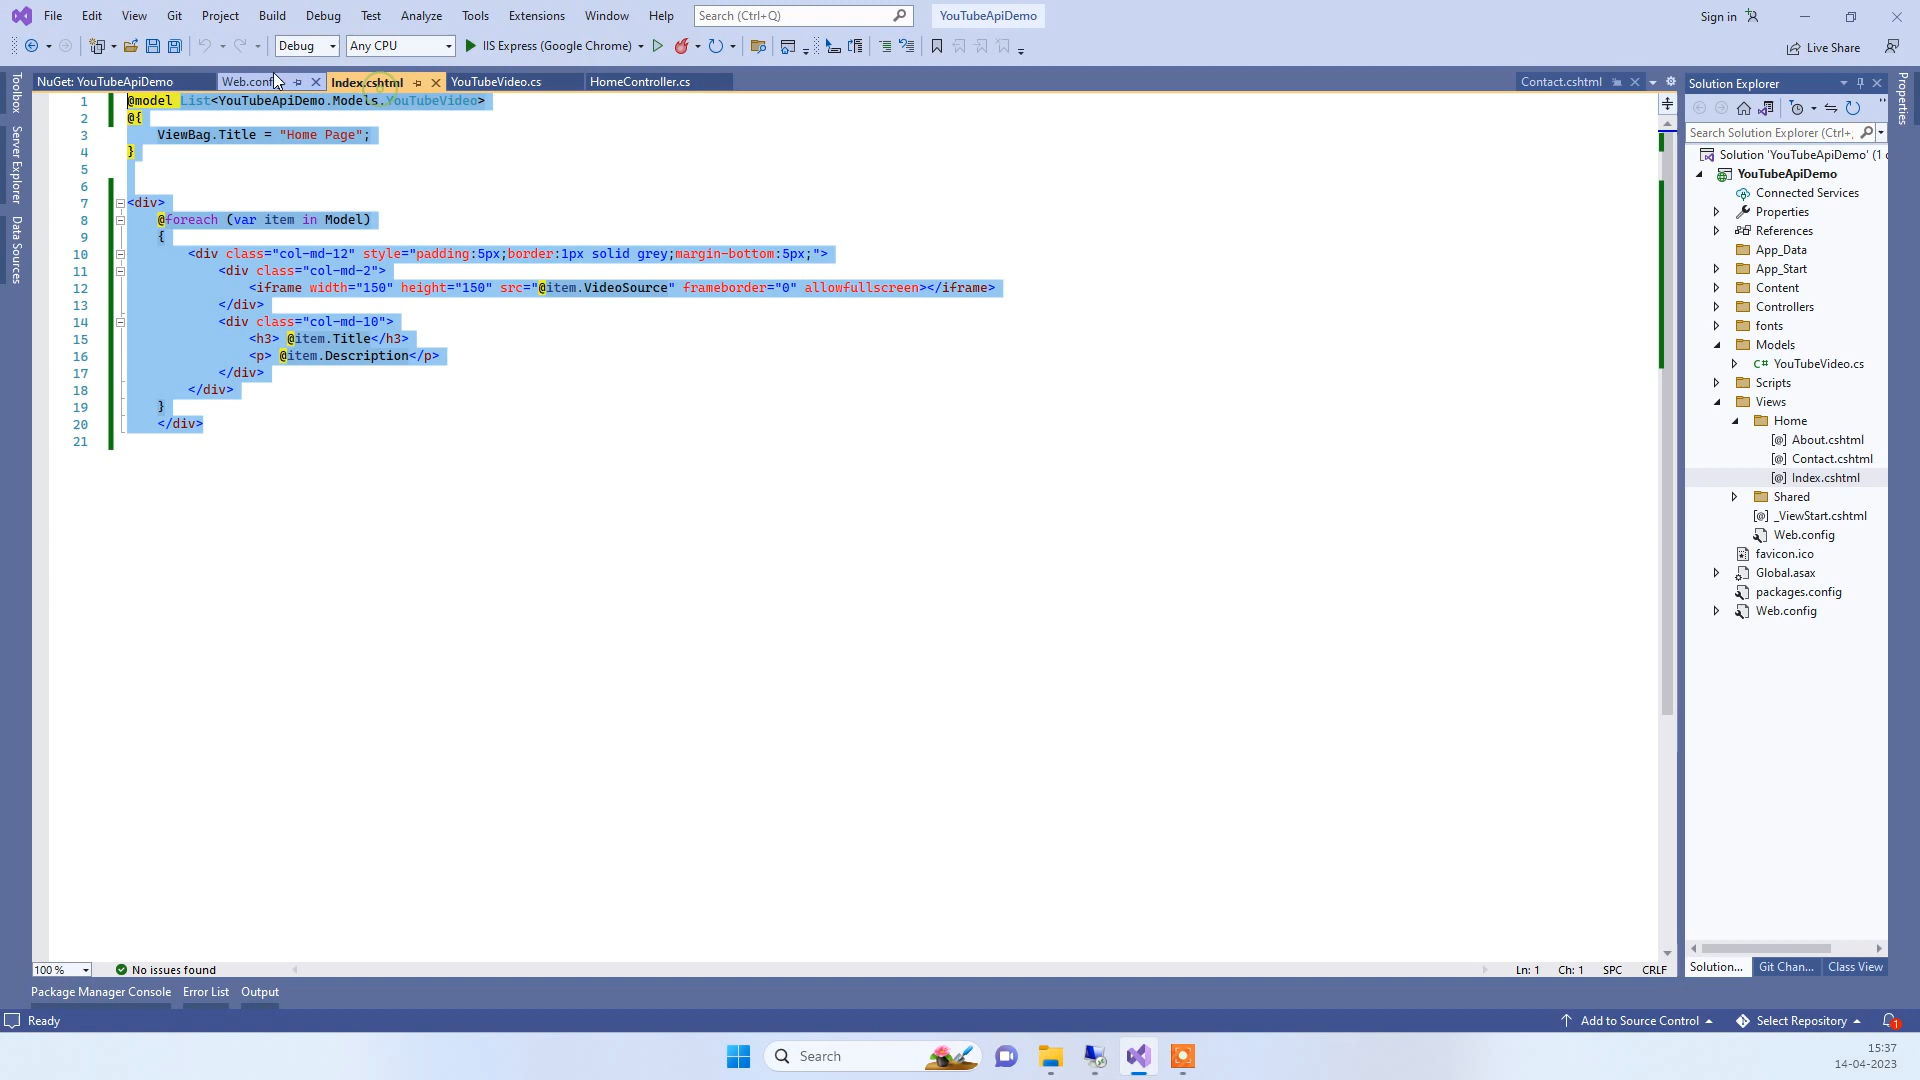 File Edit View Git Project Build Debug Test Analyze Tools Extensions Window Help Search (Ctrl+Q) YouTubeApiDemo Sign in
Debug Any CPU IIS Express (Google Chrome) Live Share
NuGet: YouTubeApiDemo Web.conf Index.cshtml YouTubeVideo.cs HomeController.cs Contact.cshtml
1 @model List<YouTubeApiDemo.Models.YouTubeVideo>
2 @{
3 ViewBag.Title = "Home Page";
4 }
5
6
7 <div>
8 @foreach (var item in Model)
9 {
10 <div class="col-md-12" style="padding:5px;border:1px solid grey;margin-bottom:5px;">
11 <div class="col-md-2">
12 <iframe width="150" height="150" src="@item.VideoSource" frameborder="0" allowfullscreen></iframe>
13 </div>
14 <div class="col-md-10">
15 <h3> @item.Title</h3>
16 <p> @item.Description</p>
17 </div>
18 </div>
19 }
20 </div>
21
100 % No issues found Ln: 1 Ch: 1 SPC CRLF
Toolbox
Server Explorer
Data Sources
Solution Explorer
Search Solution Explorer (Ctrl+;
Solution 'YouTubeApiDemo' (1
YouTubeApiDemo
Connected Services
Properties
References
App_Data
App_Start
Content
Controllers
fonts
Models
C# YouTubeVideo.cs
Scripts
Views
Home
About.cshtml
Contact.cshtml
Index.cshtml
Shared
_ViewStart.cshtml
Web.config
favicon.ico
Global.asax
packages.config
Web.config
Solution... Git Chan... Class View
Properties
Package Manager Console Error List Output
Ready Add to Source Control Select Repository 1
Search
15:37
14-04-2023